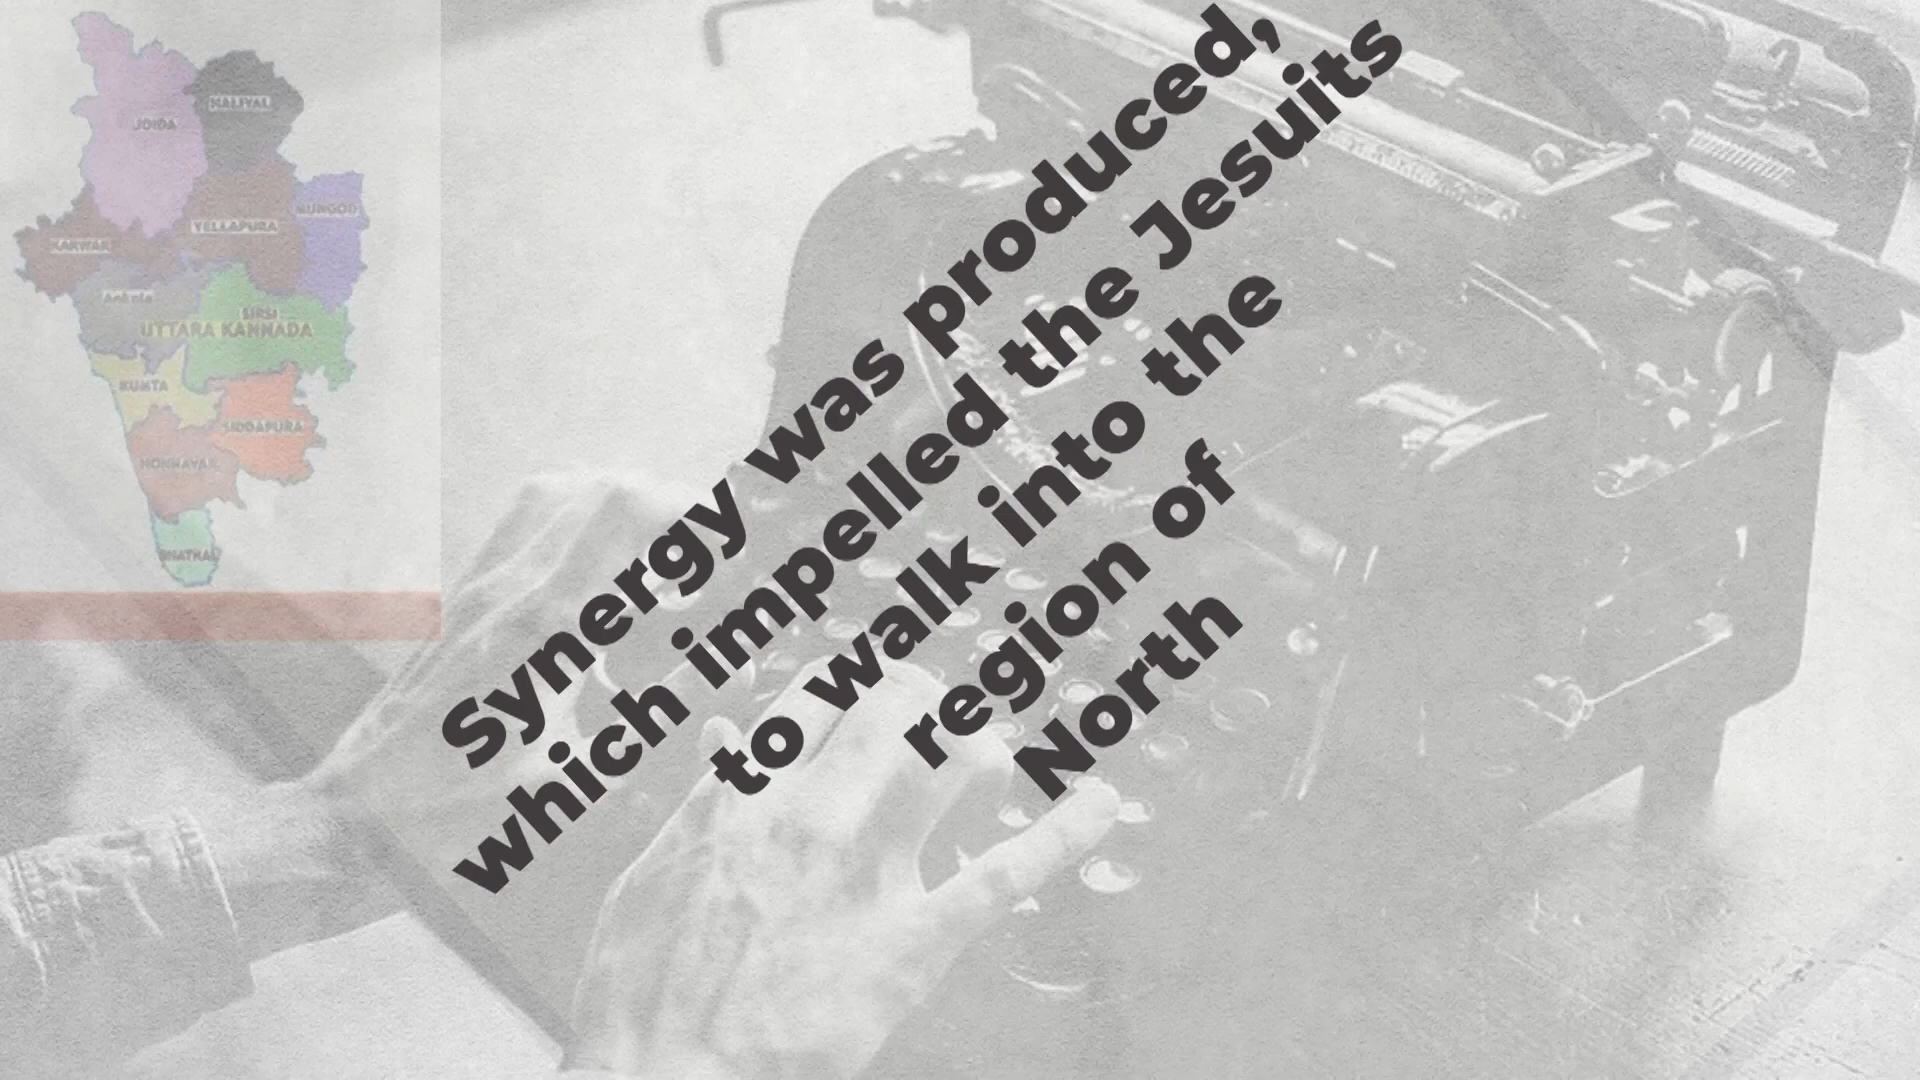 Synergy was produced,
which impelled the Jesuits
to walk into the
region of
North
JOIDA
HALIYAL
YELLAPURA
MUNGOD
KARWAR
Ankola
SIRSI
UTTARA KANNADA
KUMTA
SIDDAPURA
HONNAVAR
BHATKAL